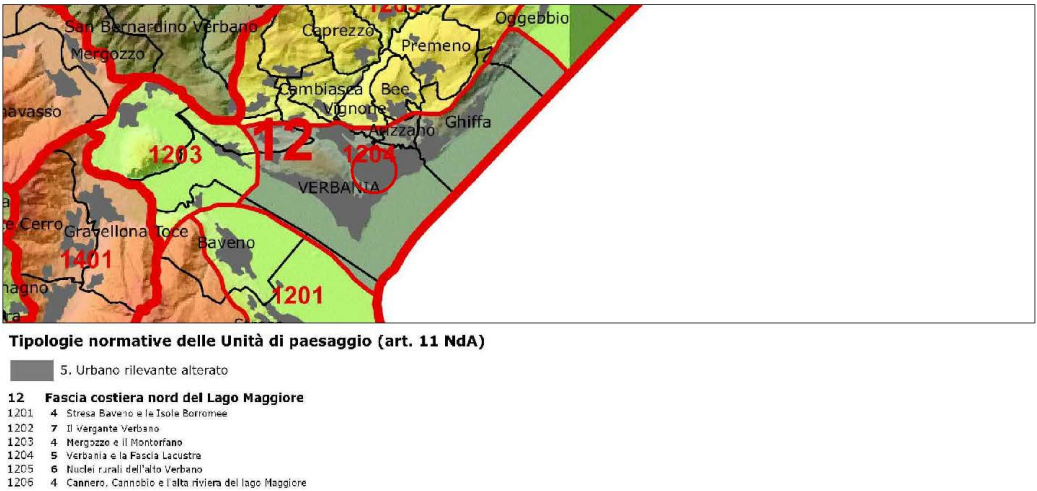 1205
Oggebbio
San Bernardino Verbano
Caprezzo
Premeno
Mergozzo
Cambiasca
Bee
Vignone
navasso
Arizzano
Ghiffa
12
1203
1204
VERBANIA
Cerro
Gravellona Toce
Baveno
1401
1201
Tipologie normative delle Unità di paesaggio (art. 11 NdA)
5. Urbano rilevante alterato
12 Fascia costiera nord del Lago Maggiore
1201 4 Stresa Baveno e le Isole Borromee
1202 7 Il Vergante Verbano
1203 4 Mergozzo e il Montorfano
1204 5 Verbania e la Fascia Lacustre
1205 6 Nuclei rurali dell'alto Verbano
1206 4 Cannero, Cannobio e l'alta riviera del lago Maggiore